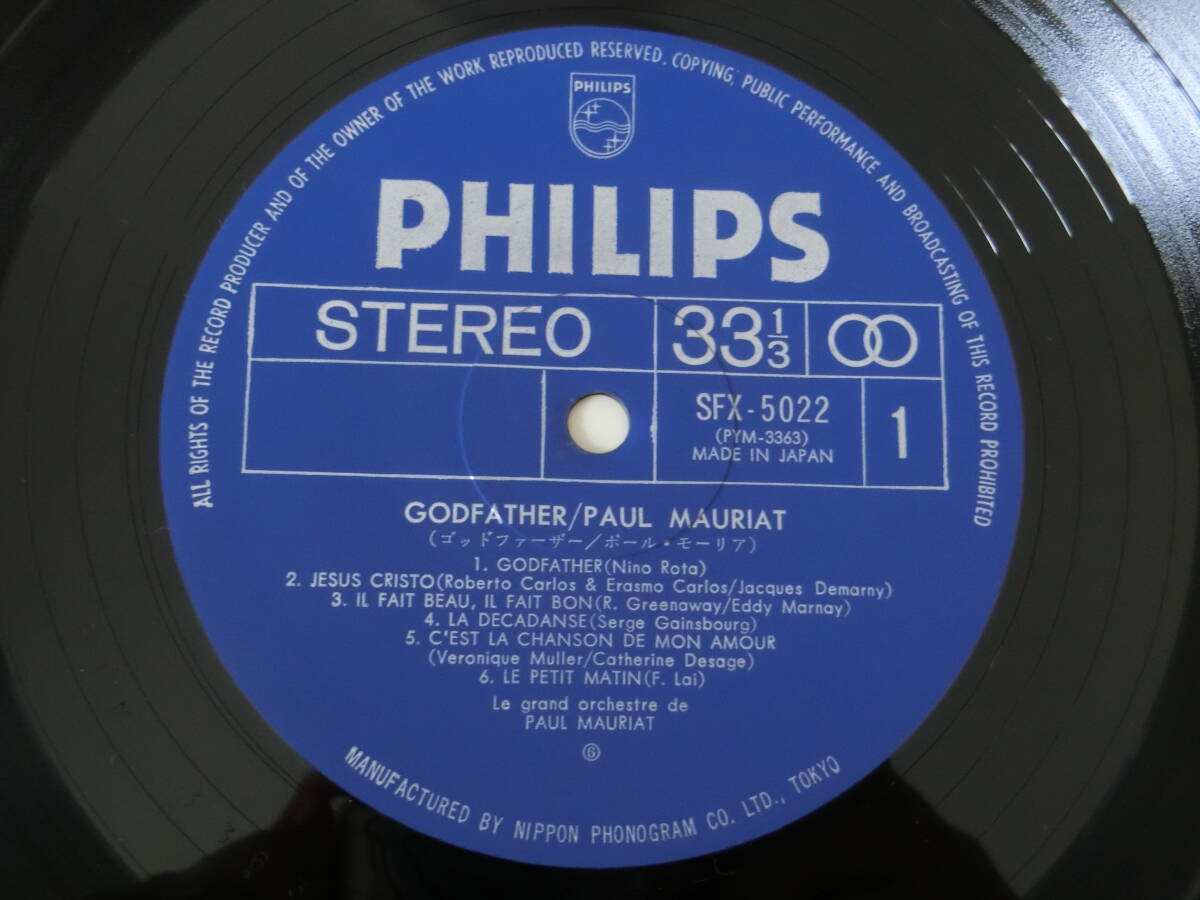 ALL RIGHTS OF THE RECORD PRODUCER AND OF THE OWNER OF THE WORK REPRODUCED RESERVED. COPYING, PUBLIC PERFORMANCE AND BROADCASTING OF THIS RECORD PROHIBITED
PHILIPS
PHILIPS
STEREO
33 1/3
SFX-5022
(PYM-3363)
MADE IN JAPAN
1
GODFATHER/PAUL MAURIAT
(ゴッドファーザー/ポール・モーリア)
1. GODFATHER(Nino Rota)
2. JESUS CRISTO(Roberto Carlos & Erasmo Carlos/Jacques Demarny)
3. IL FAIT BEAU, IL FAIT BON(R. Greenaway/Eddy Marnay)
4. LA DECADANSE(Serge Gainsbourg)
5. C'EST LA CHANSON DE MON AMOUR
(Veronique Muller/Catherine Desage)
6. LE PETIT MATIN(F. Lai)
Le grand orchestre de
PAUL MAURIAT
⑥
MANUFACTURED BY NIPPON PHONOGRAM CO. LTD., TOKYO